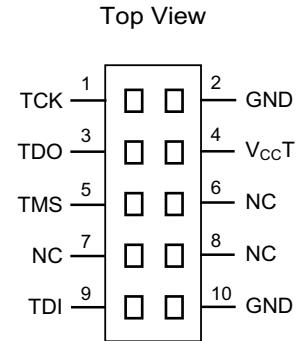 Top View
TCK 1 2 GND
TDO 3 4 VCCT
TMS 5 6 NC
NC 7 8 NC
TDI 9 10 GND